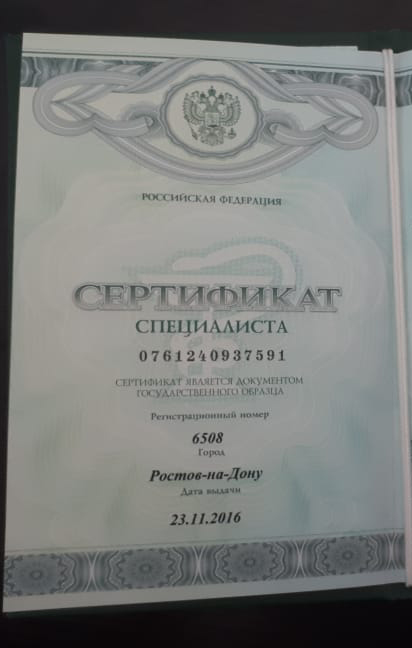 РОССИЙСКАЯ ФЕДЕРАЦИЯ
СЕРТИФИКАТ
СПЕЦИАЛИСТА
0761240937591
СЕРТИФИКАТ ЯВЛЯЕТСЯ ДОКУМЕНТОМ
ГОСУДАРСТВЕННОГО ОБРАЗЦА
Регистрационный номер
6508
Город
Ростов-на-Дону
Дата выдачи
23.11.2016